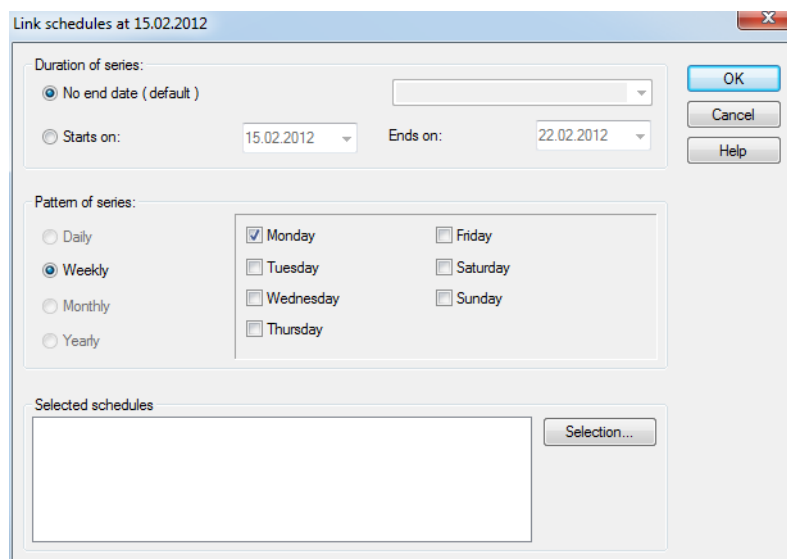 Link schedules at 15.02.2012
Duration of series:
No end date ( default )
Starts on: 15.02.2012 Ends on: 22.02.2012
OK
Cancel
Help
Pattern of series:
Daily
Weekly
Monthly
Yearly
Monday Friday
Tuesday Saturday
Wednesday Sunday
Thursday
Selected schedules
Selection...